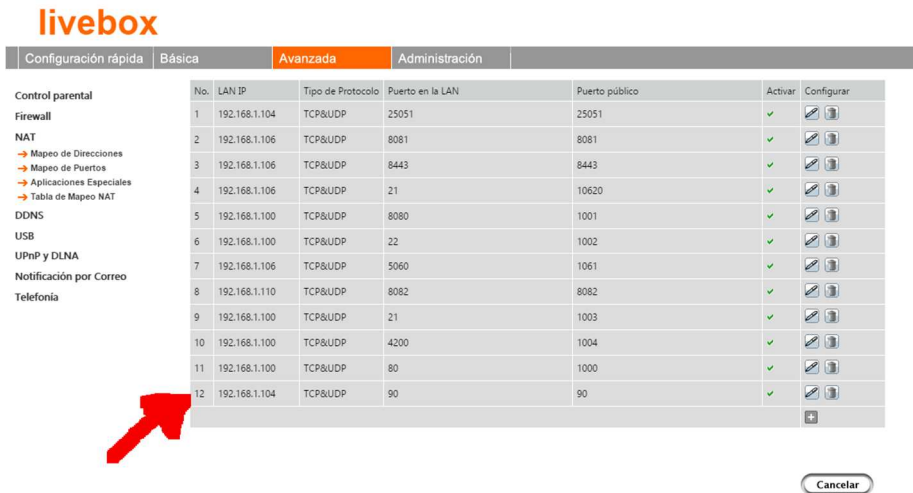 livebox
Configuración rápida Básica Avanzada Administración
Control parental
Firewall
NAT
Mapeo de Direcciones
Mapeo de Puertos
Aplicaciones Especiales
Tabla de Mapeo NAT
DDNS
USB
UPnP y DLNA
Notificación por Correo
Telefonía
No. LAN IP Tipo de Protocolo Puerto en la LAN Puerto público Activar Configurar
1 192.168.1.104 TCP&UDP 25051 25051
2 192.168.1.106 TCP&UDP 8081 8081
3 192.168.1.106 TCP&UDP 8443 8443
4 192.168.1.106 TCP&UDP 21 10620
5 192.168.1.100 TCP&UDP 8080 1001
6 192.168.1.100 TCP&UDP 22 1002
7 192.168.1.106 TCP&UDP 5060 1061
8 192.168.1.110 TCP&UDP 8082 8082
9 192.168.1.100 TCP&UDP 21 1003
10 192.168.1.100 TCP&UDP 4200 1004
11 192.168.1.100 TCP&UDP 80 1000
12 192.168.1.104 TCP&UDP 90 90
Cancelar